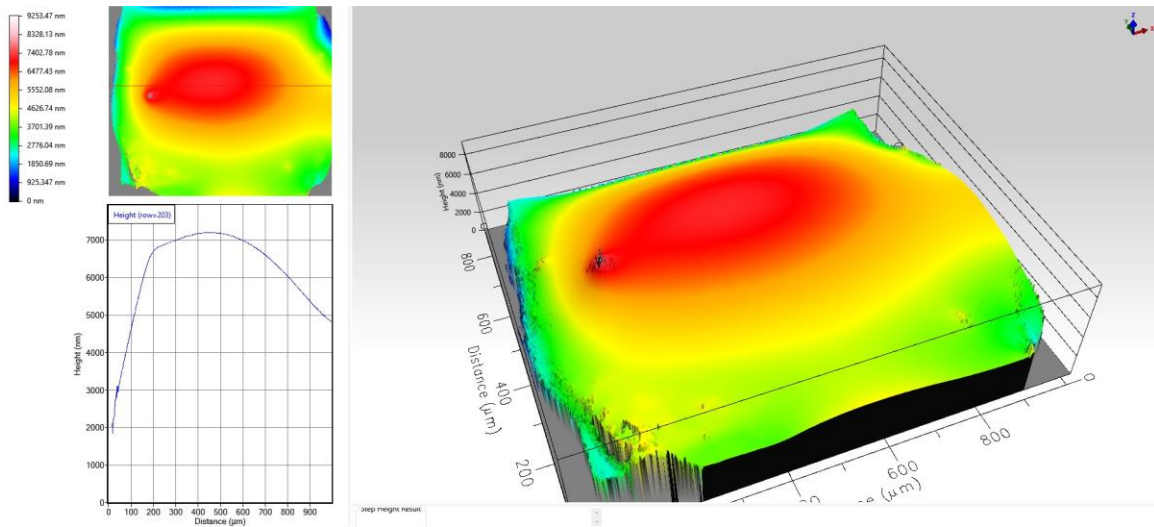 9253.47 nm
8328.13 nm
7402.78 nm
6477.43 nm
5552.08 nm
4626.74 nm
3701.39 nm
2776.04 nm
1850.69 nm
925.347 nm
0 nm
Height (row=203)
7000
6000
5000
4000
3000
2000
1000
0
Height (nm)
0 100 200 300 400 500 600 700 800 900
Distance (µm)
Z
X
8000
6000
4000
2000
0
Height (nm)
800
600
400
200
Distance (µm)
0
800
600
(µm)
Step Height Result